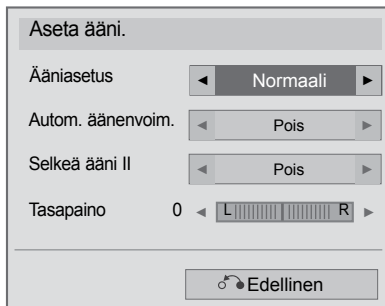 Aseta ääni.
Ääniasetus ◄ Normaali ►
Autom. äänenvoim. ◄ Pois ►
Selkeä ääni II ◄ Pois ►
Tasapaino 0 ◄ L R ►
Edellinen